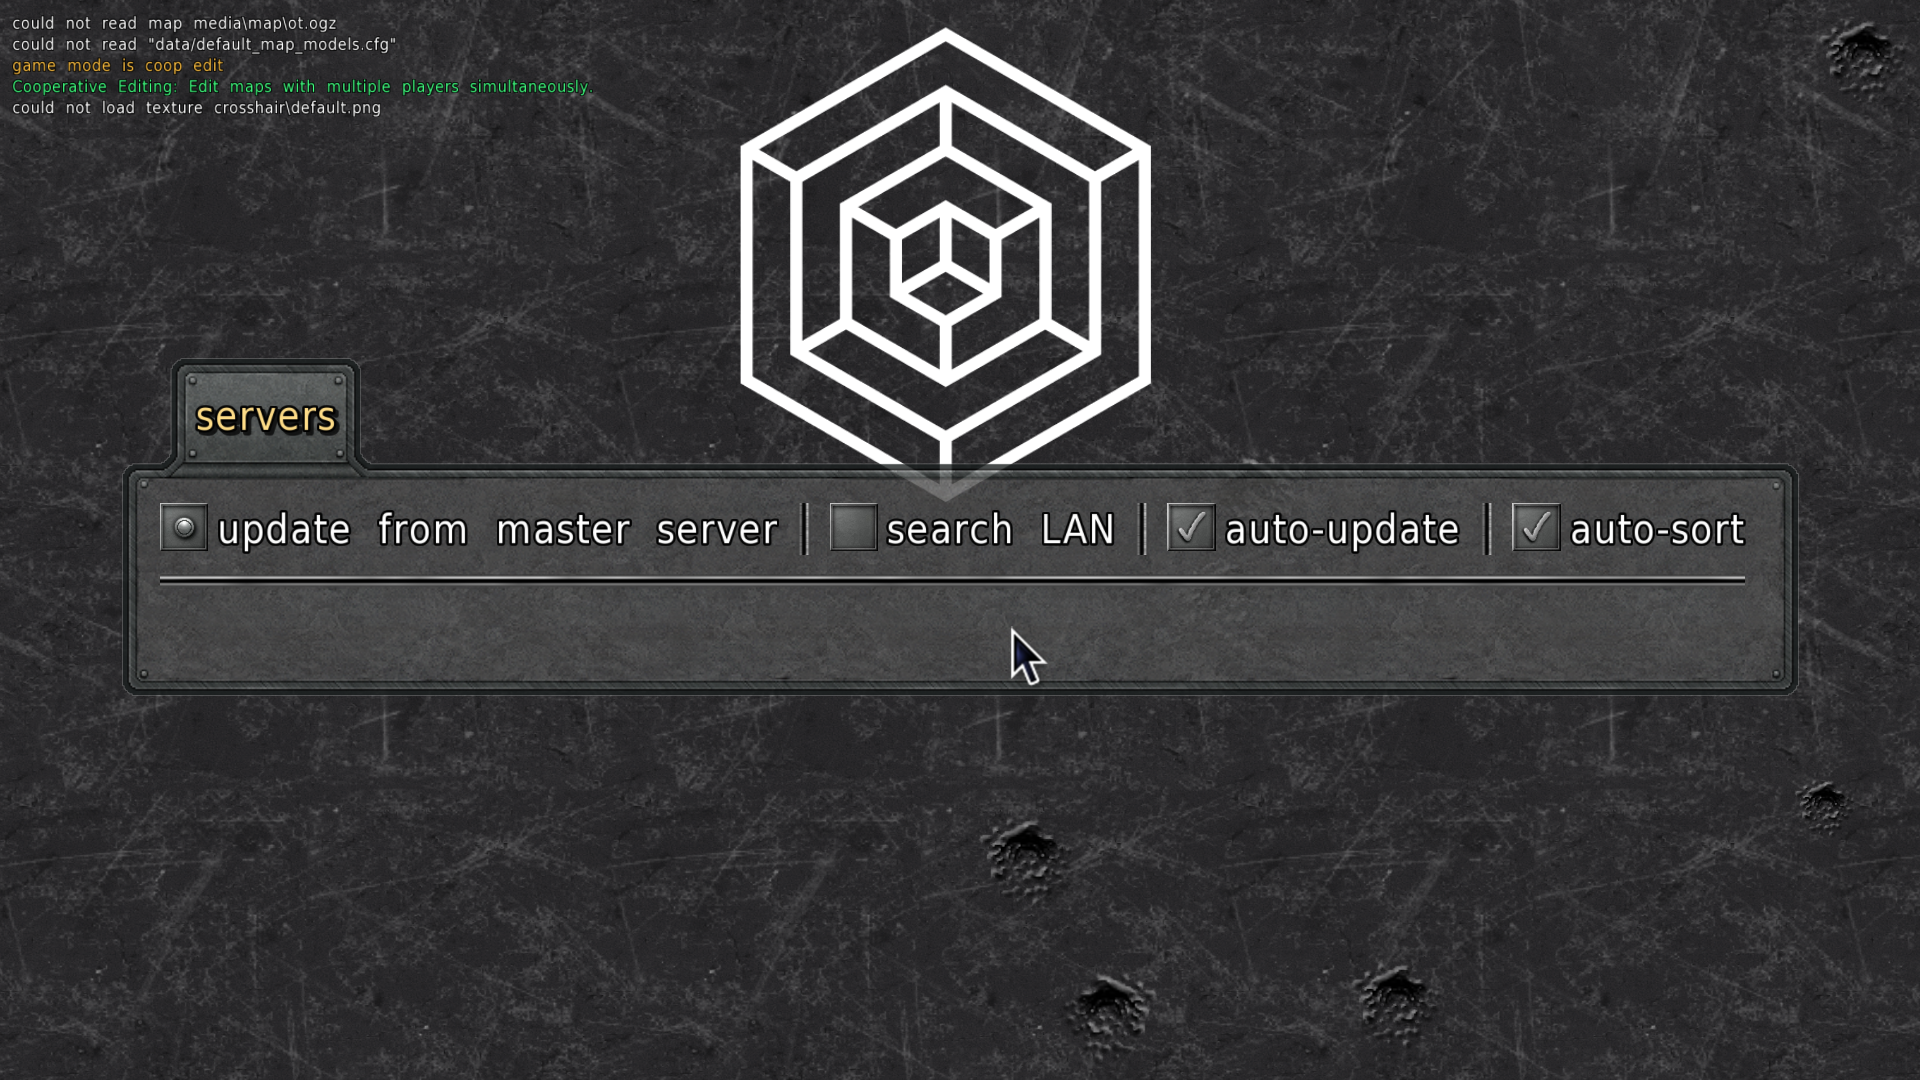 could not read map media\map\ot.ogz
could not read "data/default_map_models.cfg"
game mode is coop edit
Cooperative Editing: Edit maps with multiple players simultaneously.
could not load texture crosshair\default.png
servers
update from master server search LAN auto-update auto-sort